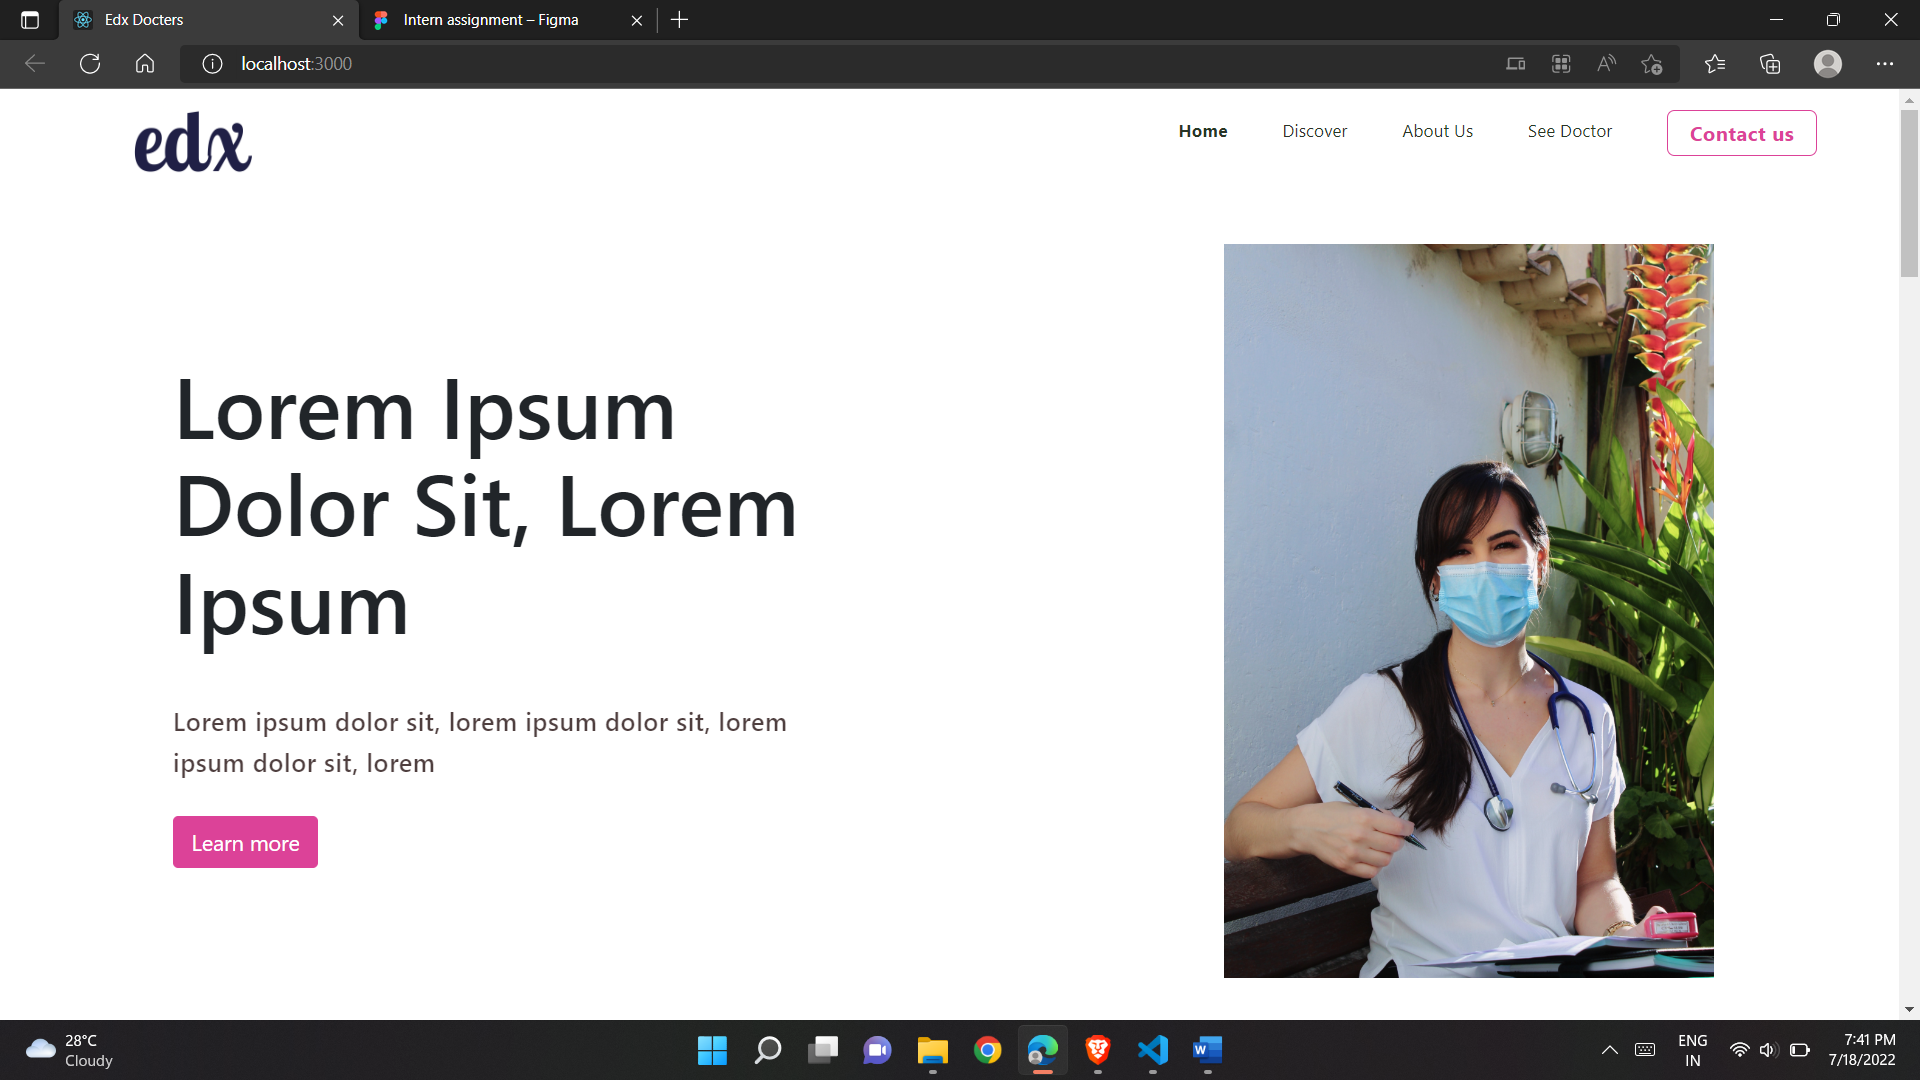 Edx Docters
Intern assignment – Figma
localhost:3000
edx
Home
Discover
About Us
See Doctor
Contact us
Lorem Ipsum
Dolor Sit, Lorem
Ipsum
Lorem ipsum dolor sit, lorem ipsum dolor sit, lorem
ipsum dolor sit, lorem
Learn more
28°C
Cloudy
ENG
IN
7:41 PM
7/18/2022